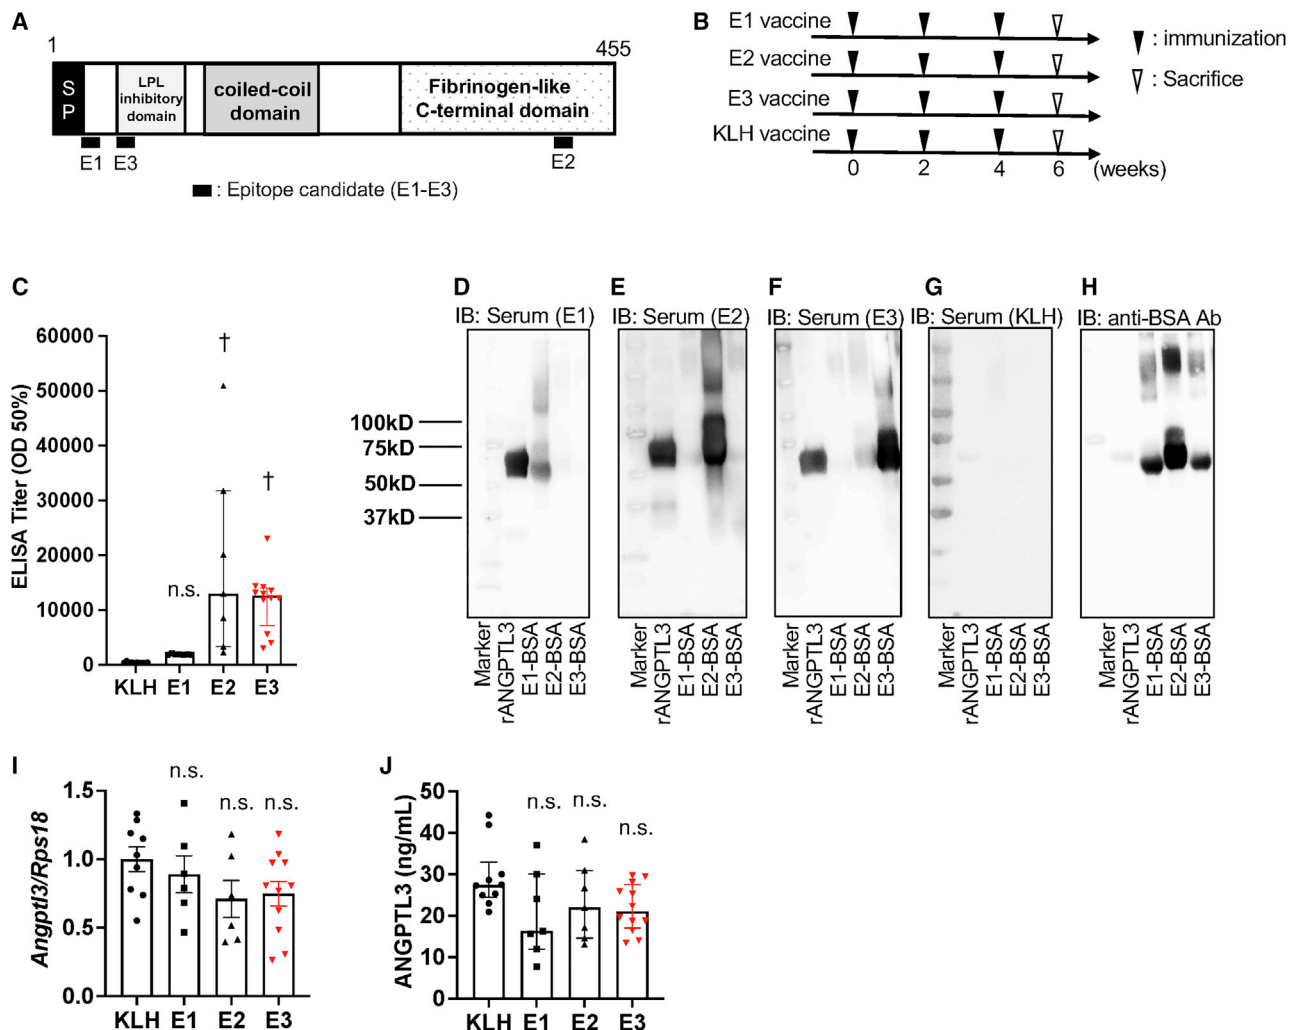 A
1
455
S
P
LPL
inhibitory
domain
coiled-coil
domain
Fibrinogen-like
C-terminal domain
E1
E3
E2
: Epitope candidate (E1-E3)
B
E1 vaccine
E2 vaccine
E3 vaccine
KLH vaccine
0 2 4 6 (weeks)
: immunization
: Sacrifice
C
ELISA Titer (OD 50%)
60000
50000
40000
30000
20000
10000
0
n.s.
†
†
KLH E1 E2 E3
D
IB: Serum (E1)
100kD
75kD
50kD
37kD
Marker
rANGPTL3
E1-BSA
E2-BSA
E3-BSA
E
IB: Serum (E2)
Marker
rANGPTL3
E1-BSA
E2-BSA
E3-BSA
F
IB: Serum (E3)
Marker
rANGPTL3
E1-BSA
E2-BSA
E3-BSA
G
IB: Serum (KLH)
Marker
rANGPTL3
E1-BSA
E2-BSA
E3-BSA
H
IB: anti-BSA Ab
Marker
rANGPTL3
E1-BSA
E2-BSA
E3-BSA
I
Angptl3/Rps18
1.5
1.0
0.5
0.0
n.s.
n.s.
n.s.
KLH E1 E2 E3
J
ANGPTL3 (ng/mL)
50
40
30
20
10
0
n.s.
n.s.
n.s.
KLH E1 E2 E3